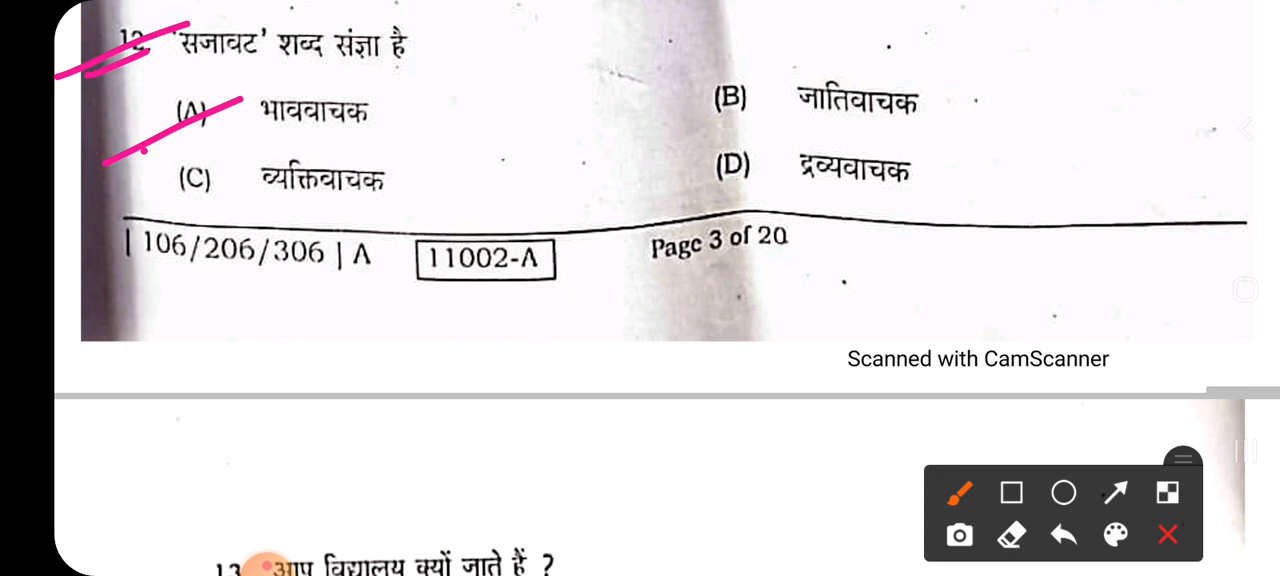 12. 'सजावट' शब्द संज्ञा है
(A) भाववाचक
(B) जातिवाचक
(C) व्यक्तिवाचक
(D) द्रव्यवाचक
| 106/206/306 | A 11002-A Page 3 of 20
Scanned with CamScanner
13 आप विद्यालय क्यों जाते हैं ?